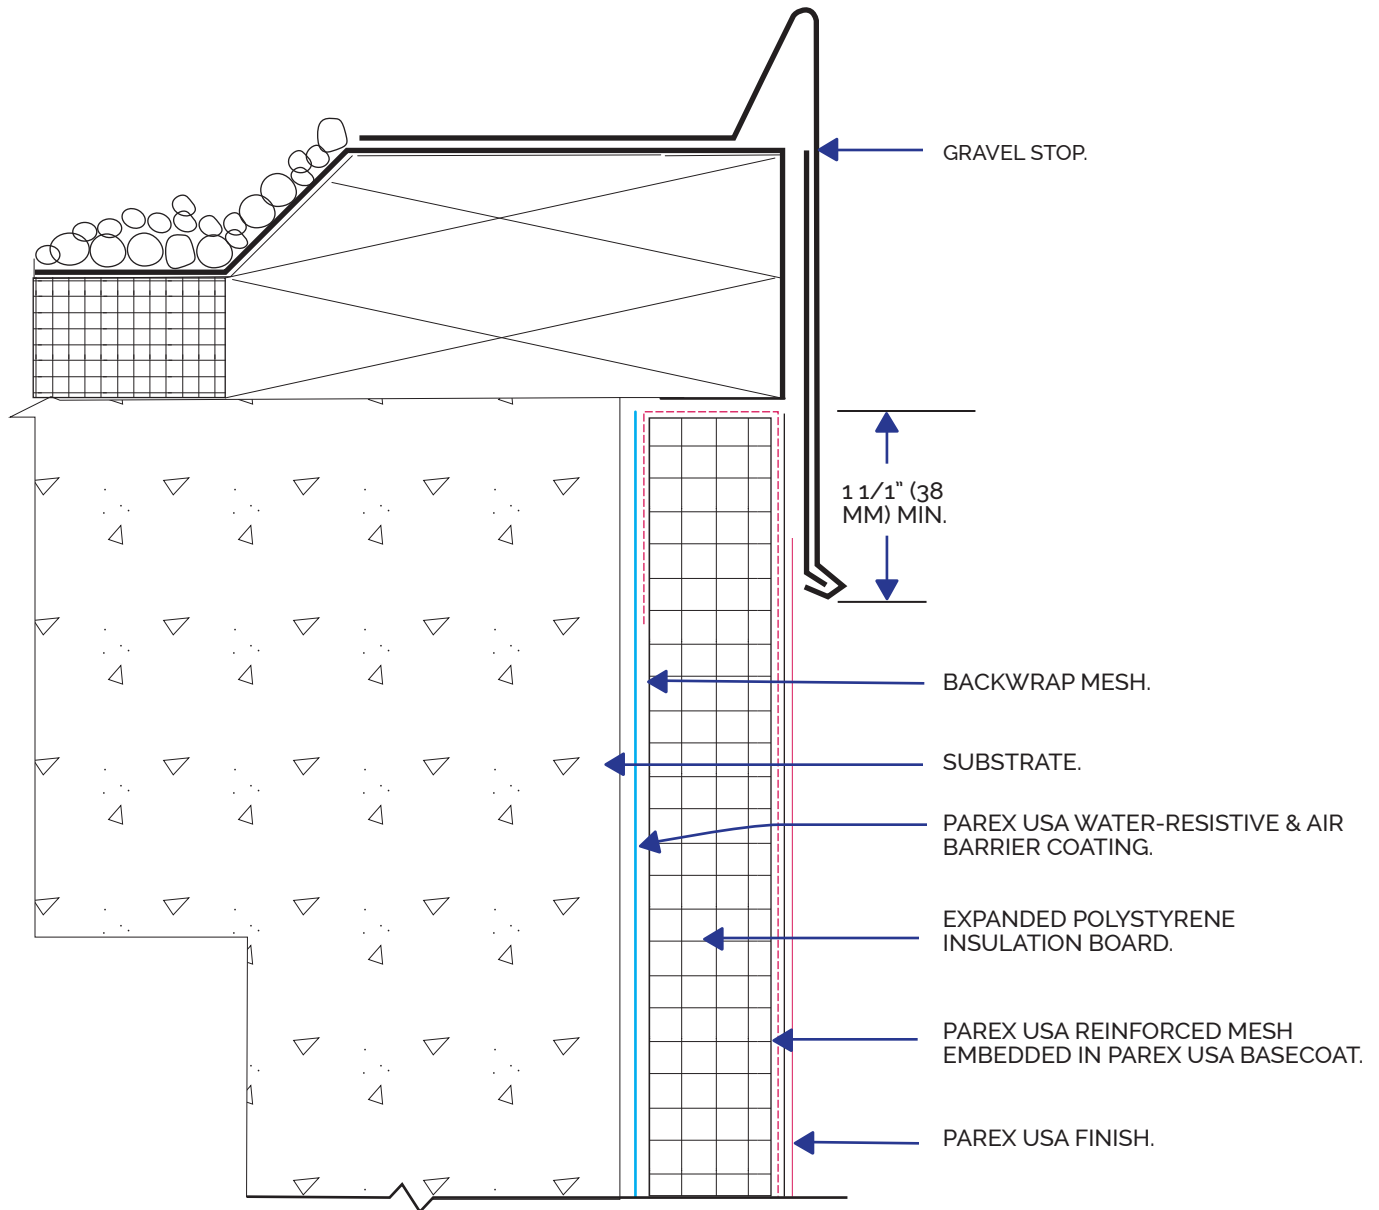 GRAVEL STOP.
1 1/1" (38
MM) MIN.
BACKWRAP MESH.
SUBSTRATE.
PAREX USA WATER-RESISTIVE & AIR
BARRIER COATING.
EXPANDED POLYSTYRENE
INSULATION BOARD.
PAREX USA REINFORCED MESH
EMBEDDED IN PAREX USA BASECOAT.
PAREX USA FINISH.